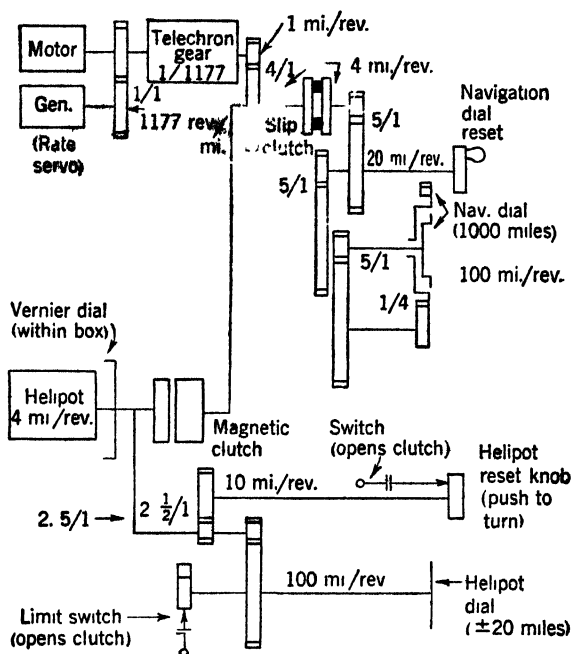 Motor
Telechron
gear
1/1177
1 mi./rev.
4/1
4 mi./rev.
Gen.
1/1
1177 rev
mi.
(Rate
servo)
Slip
clutch
5/1
20 mi/rev.
Navigation
dial
reset
5/1
Nav. dial
(1000 miles)
5/1
100 mi./rev.
1/4
Vernier dial
(within box)
Helipot
4 mi/rev.
Magnetic
clutch
Switch
(opens clutch)
Helipot
reset knob
(push to
turn)
10 mi./rev.
2. 5/1
2 1/2/1
100 mi/rev
Helipot
dial
(±20 miles)
Limit switch
(opens clutch)